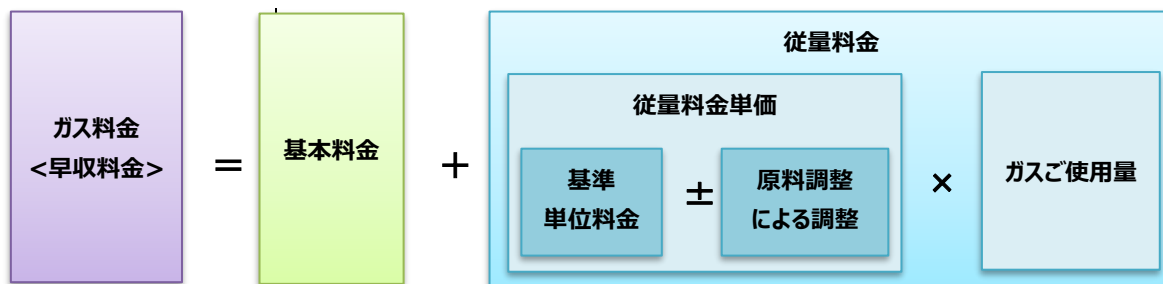 ガス料金
<早収料金>
＝
基本料金
＋
従量料金
従量料金単価
基準
単位料金
±
原料調整
による調整
×
ガスご使用量